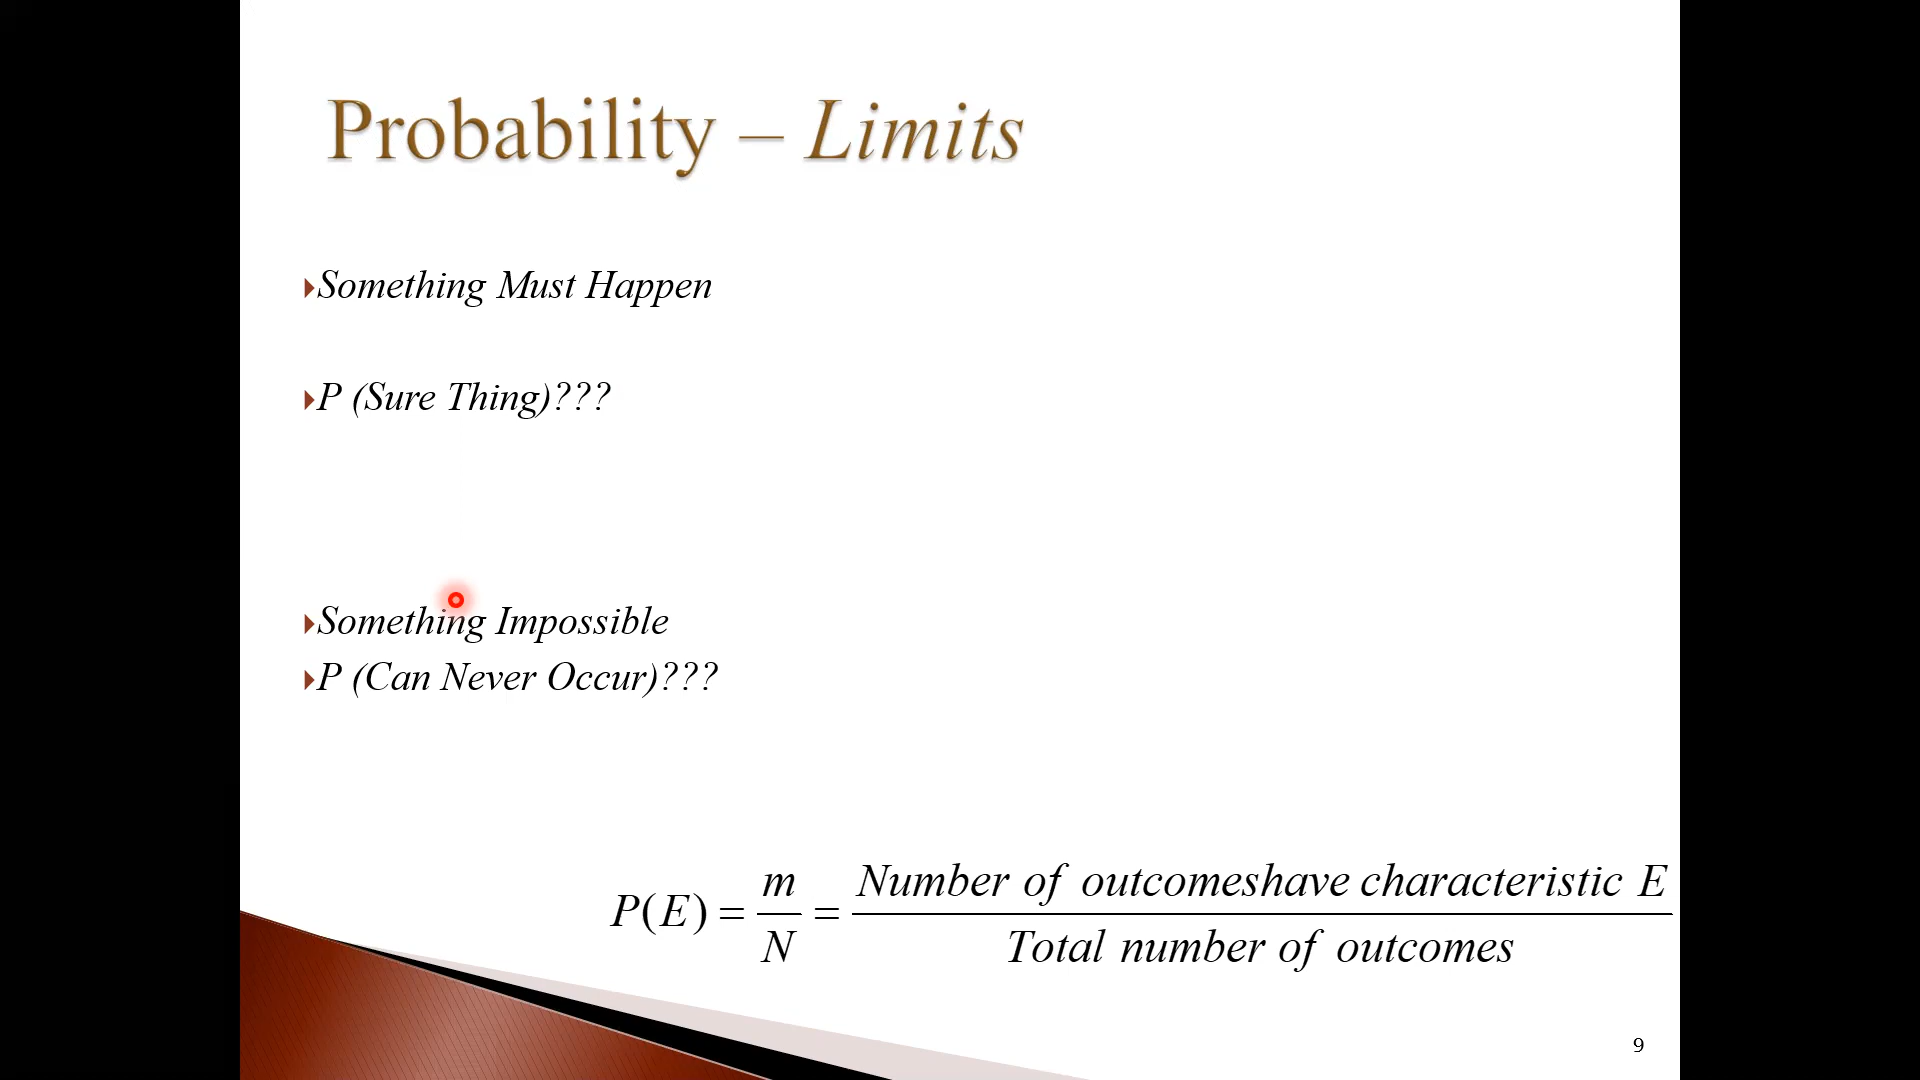 Probability – Limits
Something Must Happen
P (Sure Thing)???
Something Impossible
P (Can Never Occur)???
P(E) = m/N = Number of outcomeshave characteristic E / Total number of outcomes
9